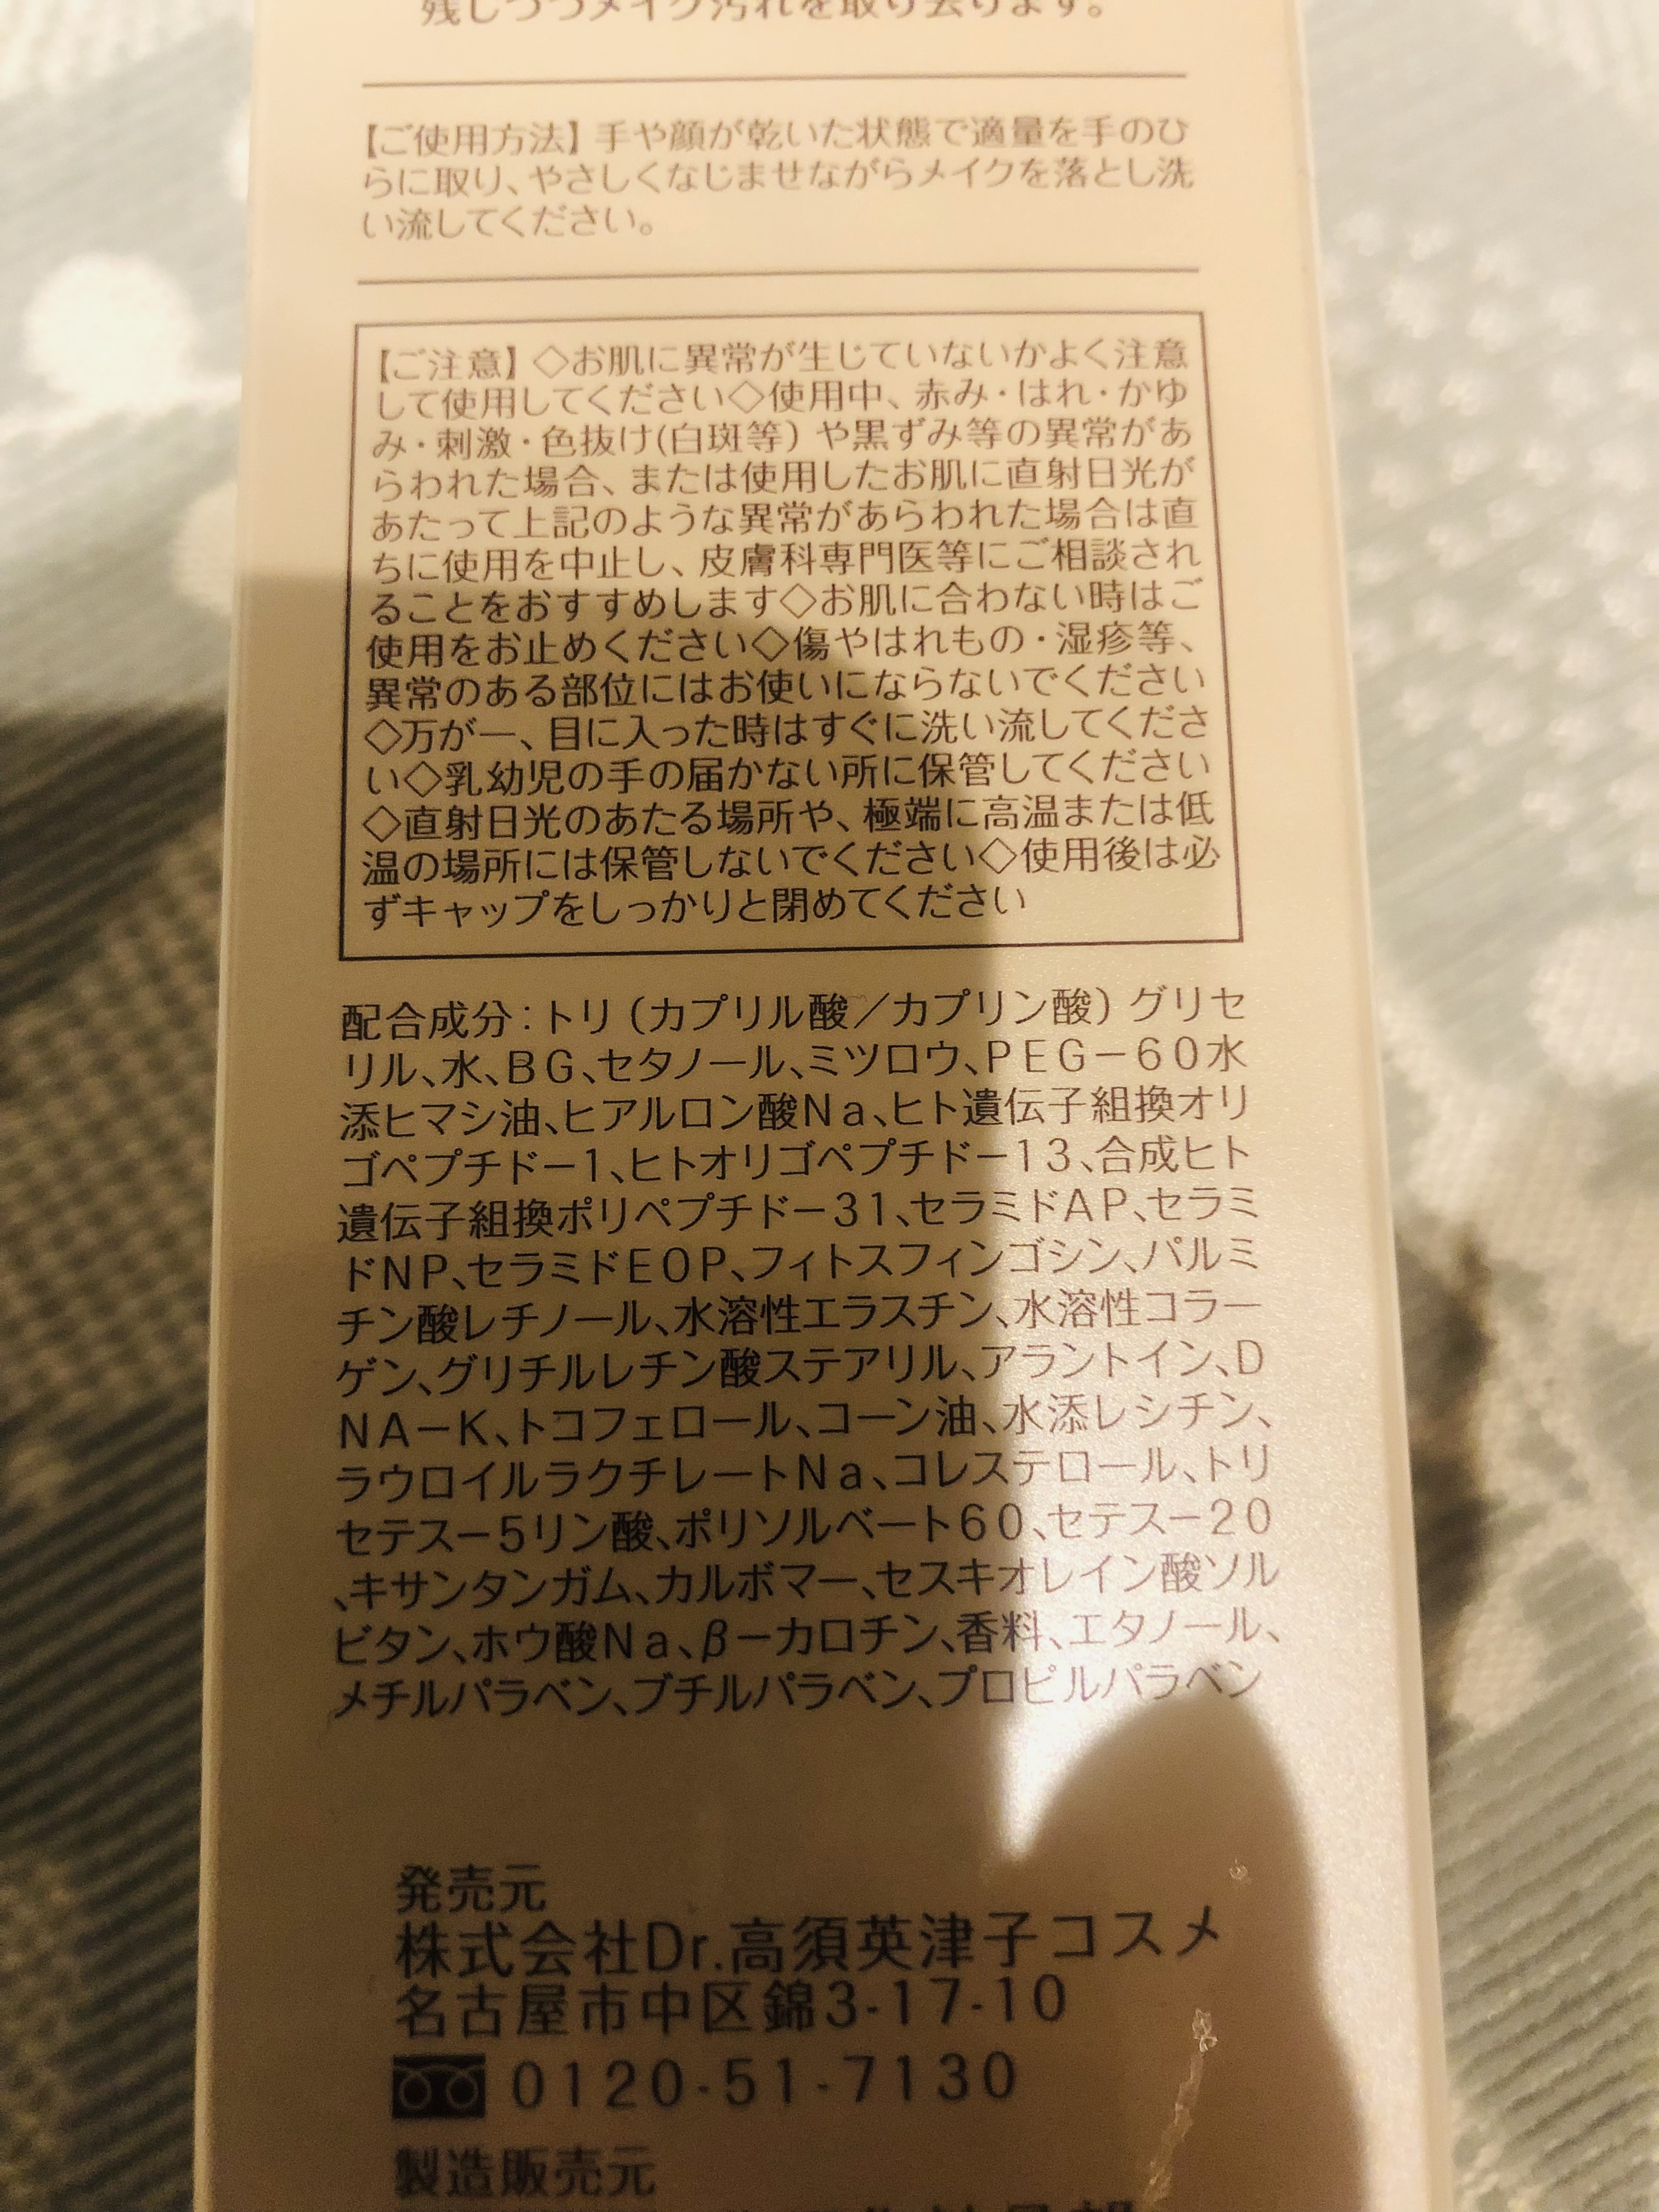 残しつつメイク汚れを取り去ります。
【ご使用方法】手や顔が乾いた状態で適量を手のひ
らに取り、やさしくなじませながらメイクを落とし洗
い流してください。
【ご注意】◇お肌に異常が生じていないかよく注意
して使用してください◇使用中、赤み・はれ・かゆ
み・刺激・色抜け(白斑等)や黒ずみ等の異常があ
らわれた場合、または使用したお肌に直射日光が
あたって上記のような異常があらわれた場合は直
ちに使用を中止し、皮膚科専門医等にご相談され
ることをおすすめします◇お肌に合わない時はご
使用をお止めください◇傷やはれもの・湿疹等、
異常のある部位にはお使いにならないでください
◇万が一、目に入った時はすぐに洗い流してくださ
い◇乳幼児の手の届かない所に保管してください
◇直射日光のあたる場所や、極端に高温または低
温の場所には保管しないでください◇使用後は必
ずキャップをしっかりと閉めてください
配合成分：トリ（カプリル酸／カプリン酸）グリセ
リル、水、ＢＧ、セタノール、ミツロウ、ＰＥＧ－６０水
添ヒマシ油、ヒアルロン酸Ｎａ、ヒト遺伝子組換オリ
ゴペプチドー1、ヒトオリゴペプチドー13、合成ヒト
遺伝子組換ポリペプチドー31、セラミドAP、セラミ
ドNP、セラミドEOP、フィトスフィンゴシン、パルミ
チン酸レチノール、水溶性エラスチン、水溶性コラー
ゲン、グリチルレチン酸ステアリル、アラントイン、D
NA－K、トコフェロール、コーン油、水添レシチン、
ラウロイルラクチレートNa、コレステロール、トリ
セテスー5リン酸、ポリソルベート60、セテスー20
、キサンタンガム、カルボマー、セスキオレイン酸ソル
ビタン、ホウ酸Na、β－カロチン、香料、エタノール、
メチルパラベン、ブチルパラベン、プロピルパラベン
発売元
株式会社Dr.高須英津子コスメ
名古屋市中区錦3-17-10
0120-51-7130
製造販売元